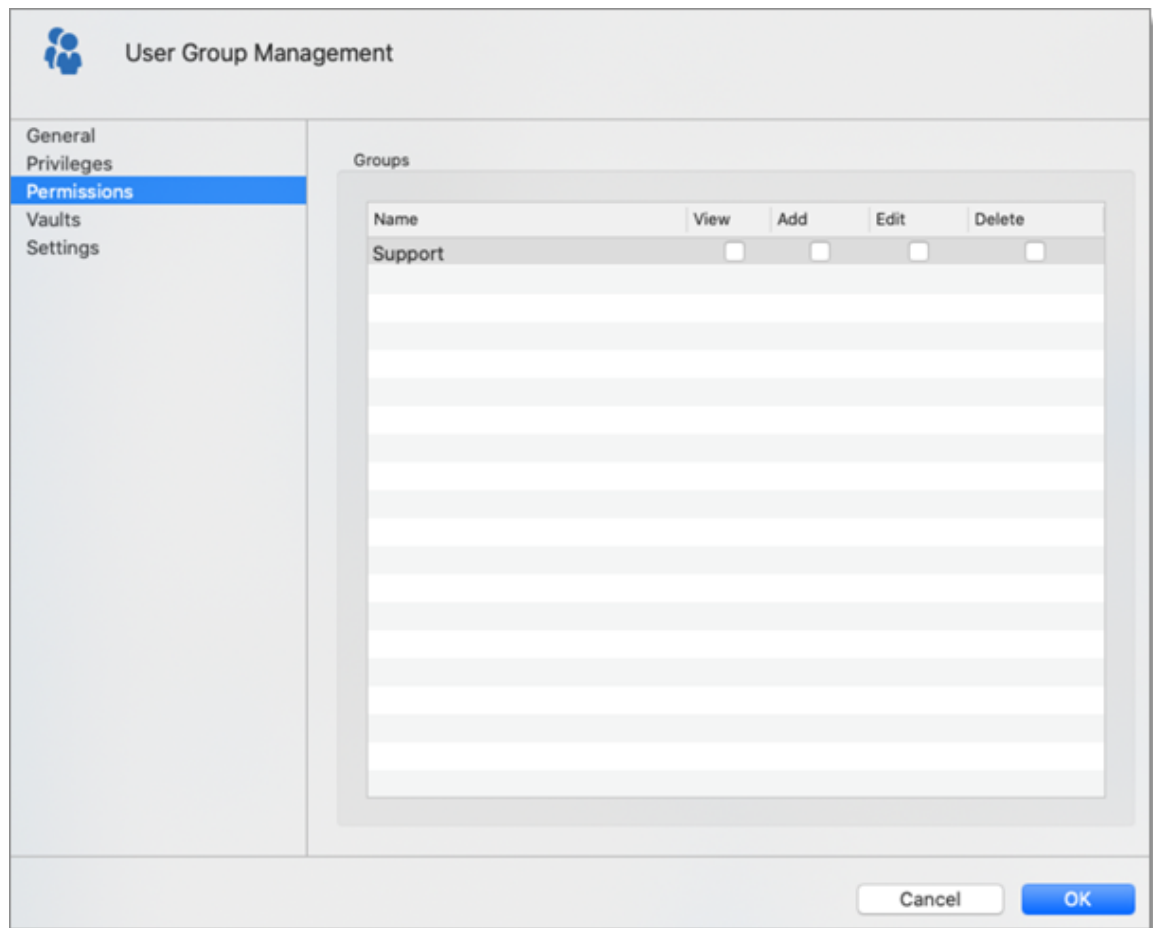 User Group Management
General
Privileges
Permissions
Vaults
Settings
Groups
Name View Add Edit Delete
Support
Cancel OK